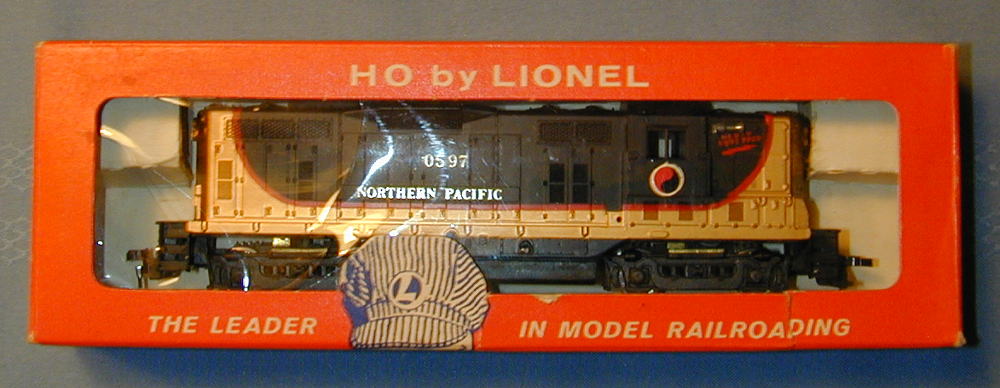 HO by LIONEL
0597
NORTHERN PACIFIC
L
THE LEADER IN MODEL RAILROADING